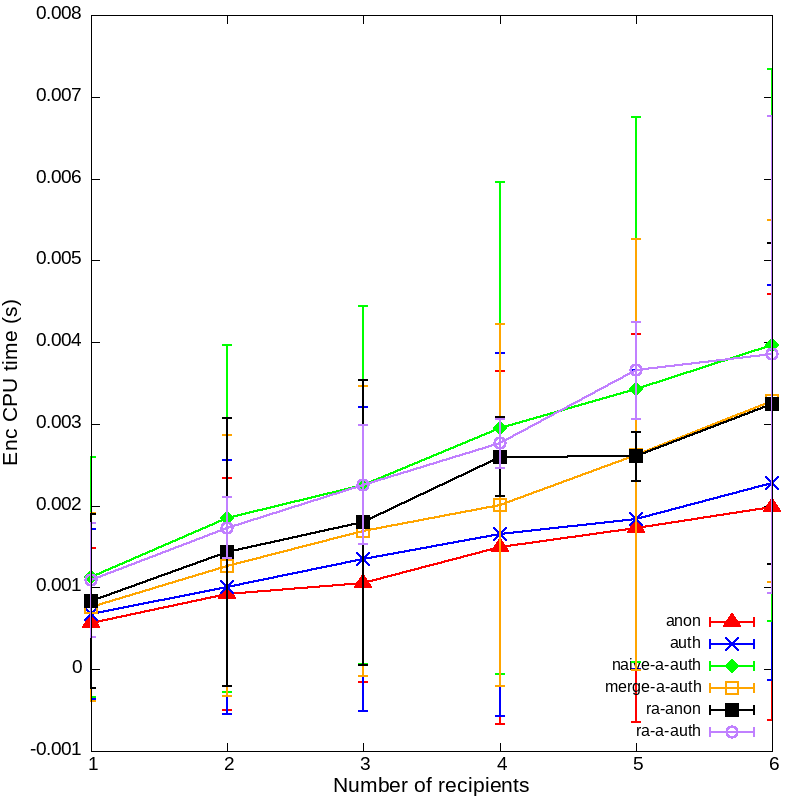 0.008
0.007
0.006
0.005
0.004
0.003
0.002
0.001
0
-0.001
Enc CPU time (s)
1 2 3 4 5 6
Number of recipients
anon
auth
naize-a-auth
merge-a-auth
ra-anon
ra-a-auth